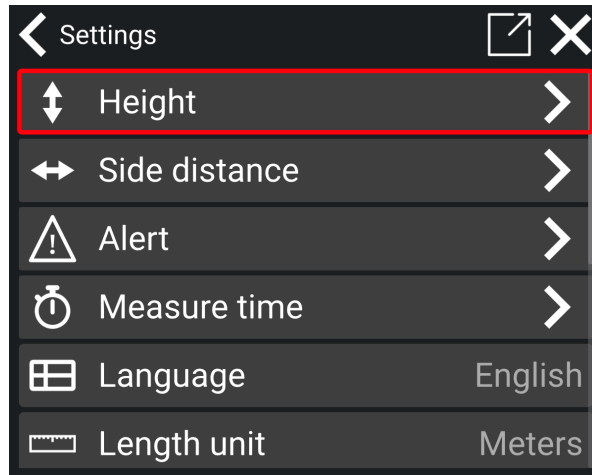 Settings
Height
Side distance
Alert
Measure time
Language English
Length unit Meters